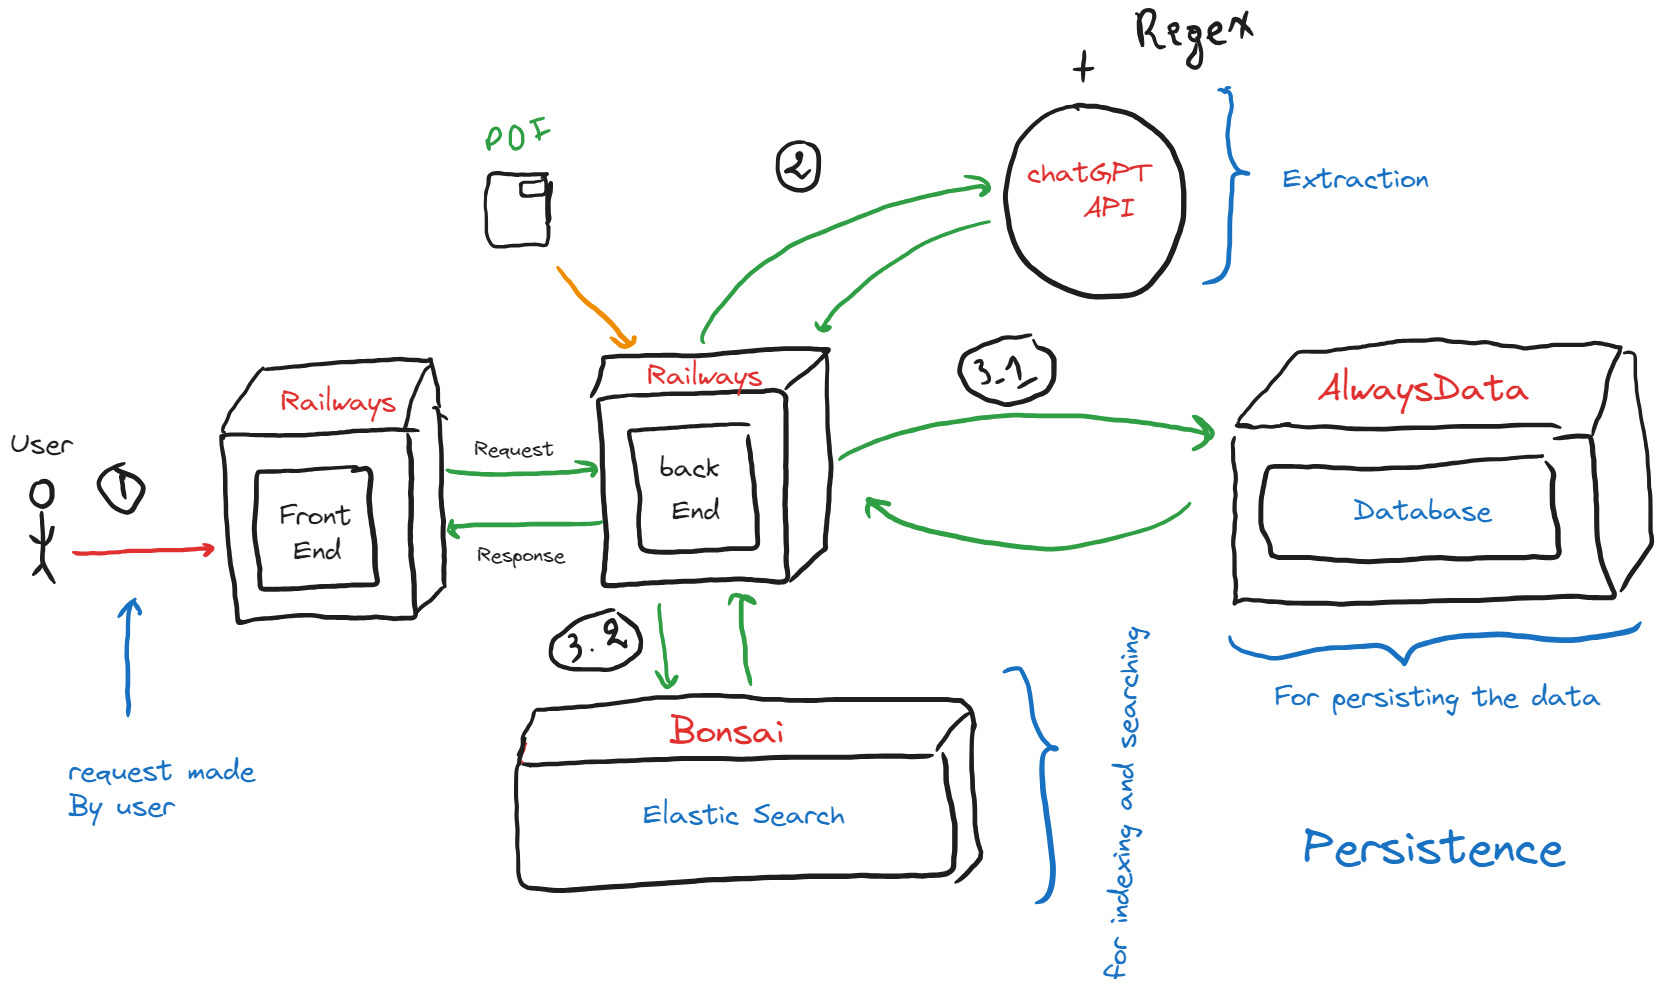 Regex
+
PDF
2
chatGPT
API
Extraction
3.1
Railways
Railways
AlwaysData
User
1
Request
back
End
Front
End
Database
Response
3.2
For persisting the data
Bonsai
request made
By user
Elastic Search
for indexing and searching
Persistence